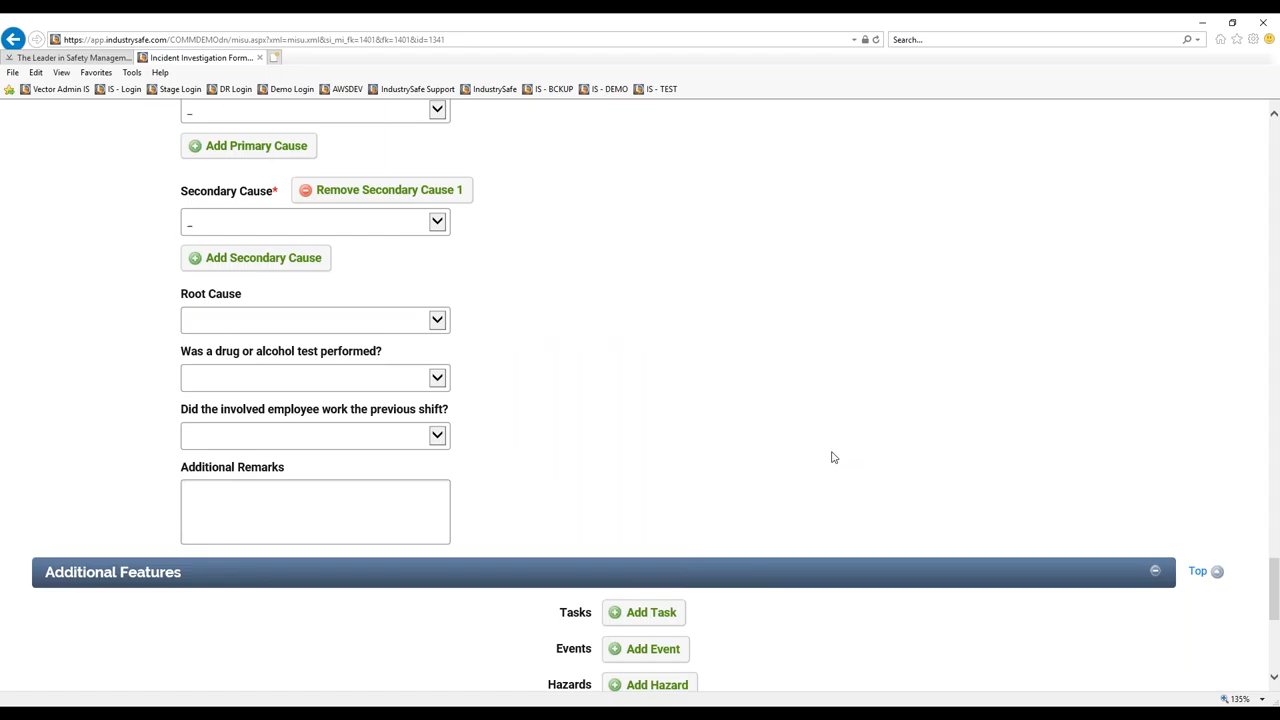 https://app.industrysafe.com/COMMDEMOdn/misu.aspx?xml=misu.xml&si_mi_fk=1401&fk=1401&id=1341
Search...
The Leader in Safety Managem...
Incident Investigation Form...
File Edit View Favorites Tools Help
Vector Admin IS IS - Login Stage Login DR Login Demo Login AWSDEV IndustrySafe Support IndustrySafe IS - BCKUP IS - DEMO IS - TEST
_
Add Primary Cause
Secondary Cause* Remove Secondary Cause 1
_
Add Secondary Cause
Root Cause
Was a drug or alcohol test performed?
Did the involved employee work the previous shift?
Additional Remarks
Additional Features Top
Tasks Add Task
Events Add Event
Hazards Add Hazard
135%